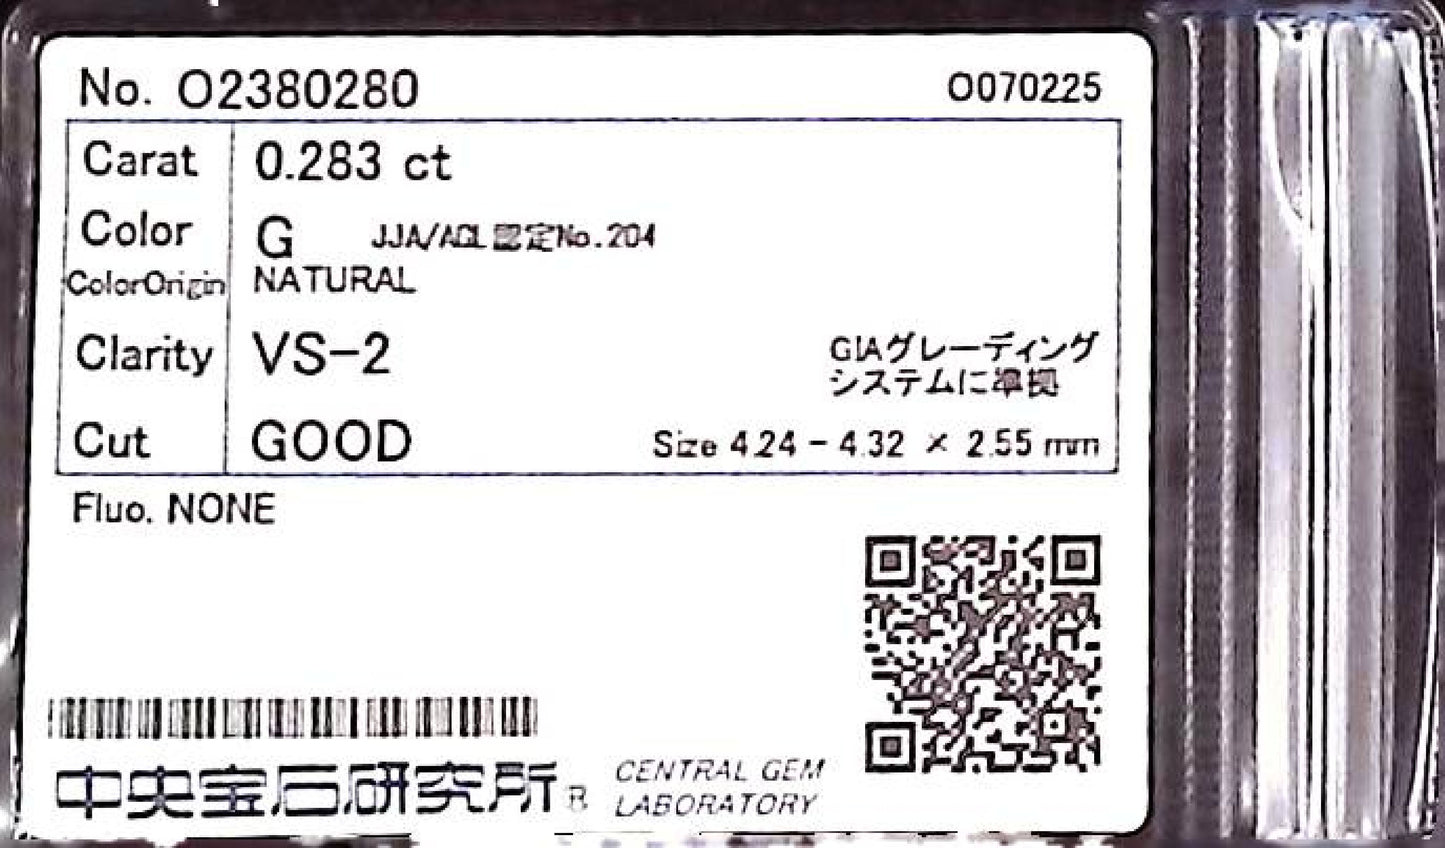 No. O2380280 O070225
Carat 0.283 ct
Color G JJA/AGL認定No.204
ColorOrigin NATURAL
Clarity VS-2 GIAグレーディング
システムに準拠
Cut GOOD Size 4.24 - 4.32 × 2.55 mm
Fluo. NONE
中央宝石研究所® CENTRAL GEM
LABORATORY